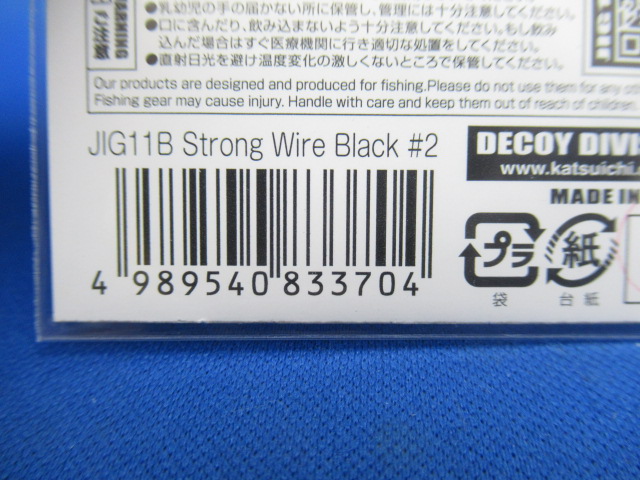 ●乳幼児の手の届かない所に保管し、管理には十分注意してください。
●口に含んだり、飲み込まないよう十分注意してください。もし飲み
込んだ場合はすぐ医療機関に行き適切な処置をしてください。
●直射日光を避け温度変化の激しくないところで保管してください。
WARNING
Our products are designed and produced for fishing.Please do not use them for any
Fishing gear may cause injury. Handle with care and keep them out of reach of children.
JIG11B Strong Wire Black #2
DECOY
www.katsuichi.
MADE IN
4 989540 833704
プラ
紙
袋
台紙